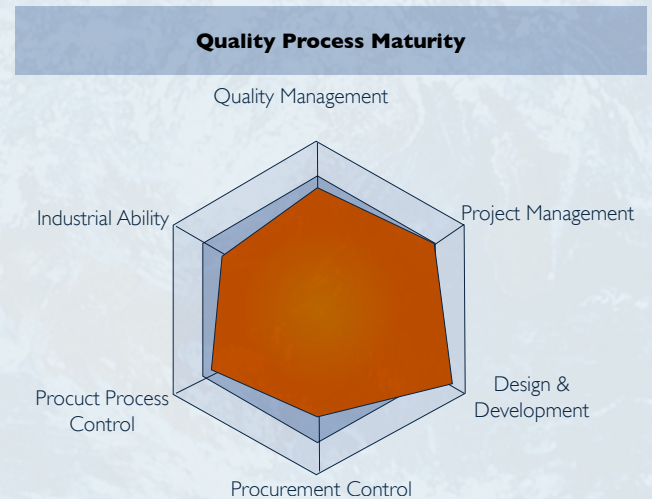 Quality Process Maturity
Quality Management
Industrial Ability
Project Management
Procuct Process
Control
Design &
Development
Procurement Control